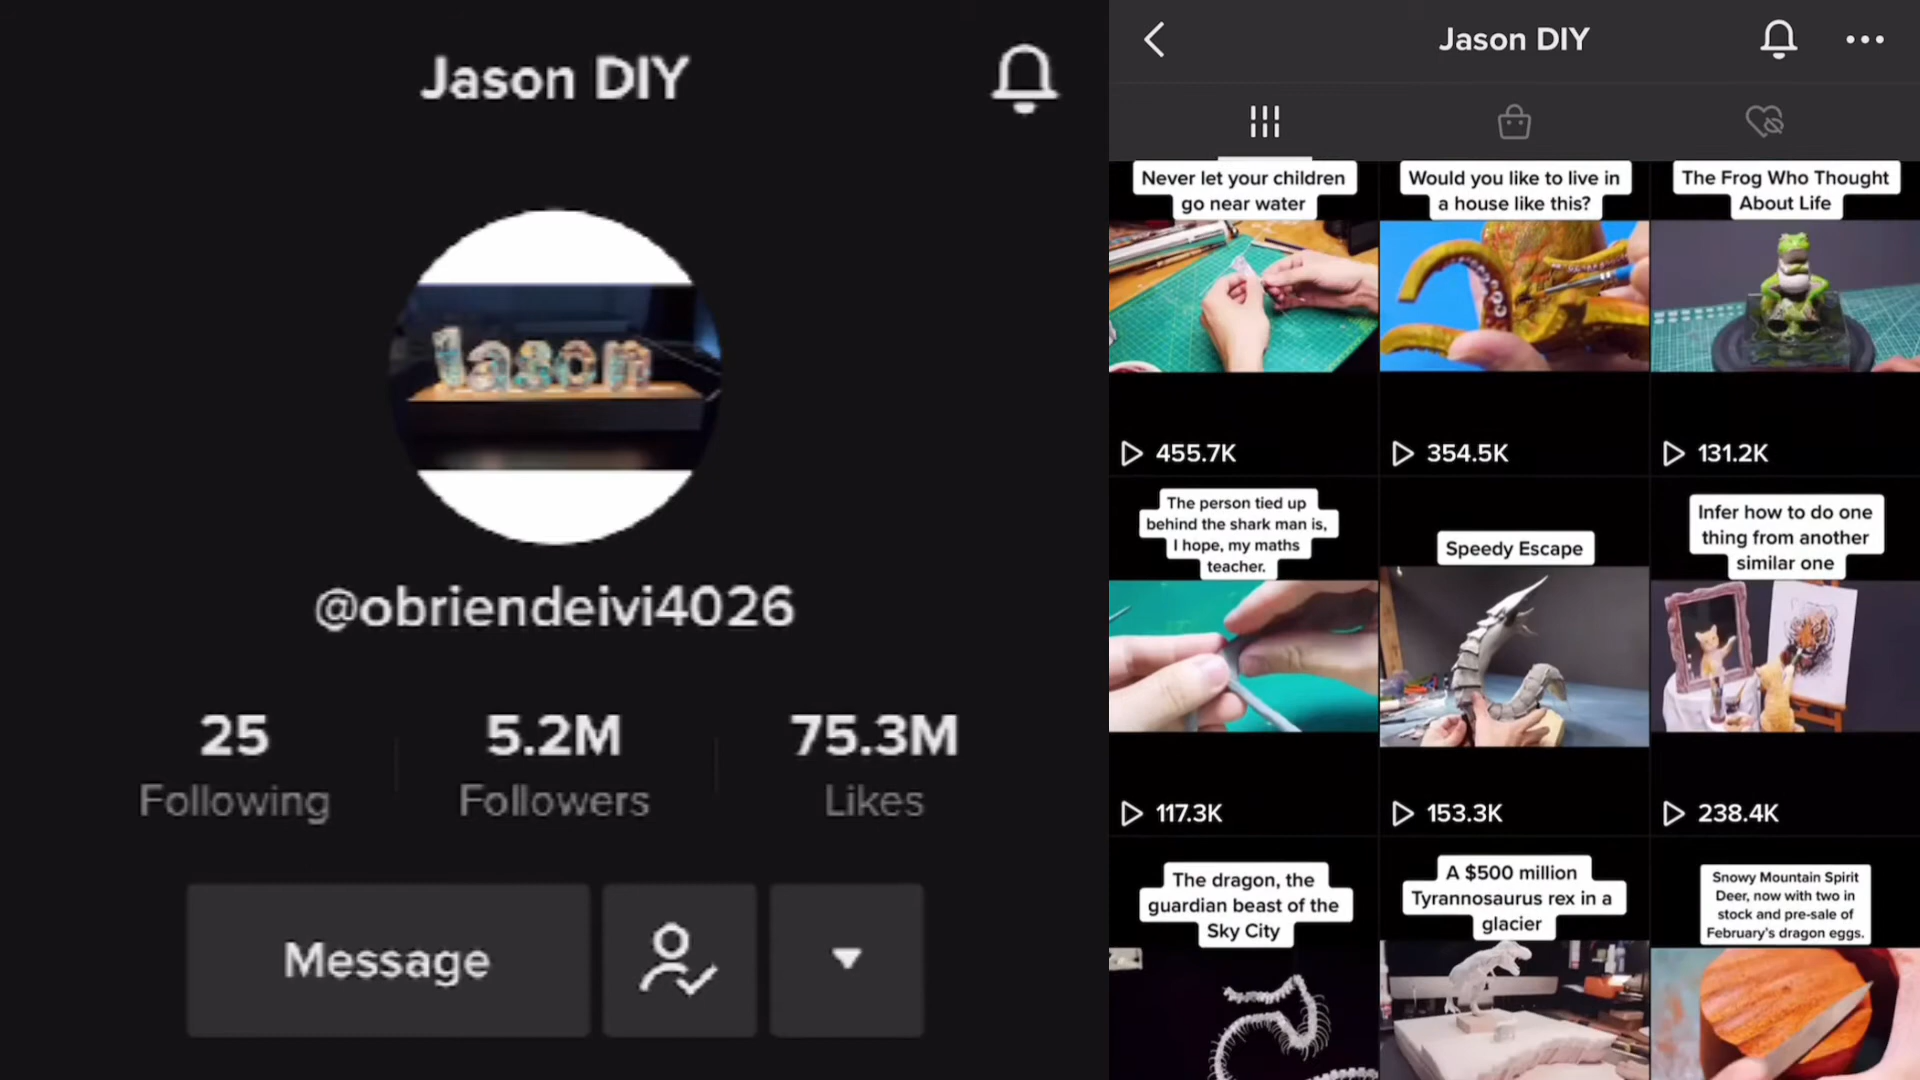 Jason DIY
Jason
@obriendeivi4026
25
Following
5.2M
Followers
75.3M
Likes
Message
Jason DIY
Never let your children
go near water
455.7K
Would you like to live in
a house like this?
354.5K
The Frog Who Thought
About Life
131.2K
The person tied up
behind the shark man is,
I hope, my maths
teacher.
117.3K
Speedy Escape
153.3K
Infer how to do one
thing from another
similar one
238.4K
The dragon, the
guardian beast of the
Sky City
A $500 million
Tyrannosaurus rex in a
glacier
Snowy Mountain Spirit
Deer, now with two in
stock and pre-sale of
February's dragon eggs.